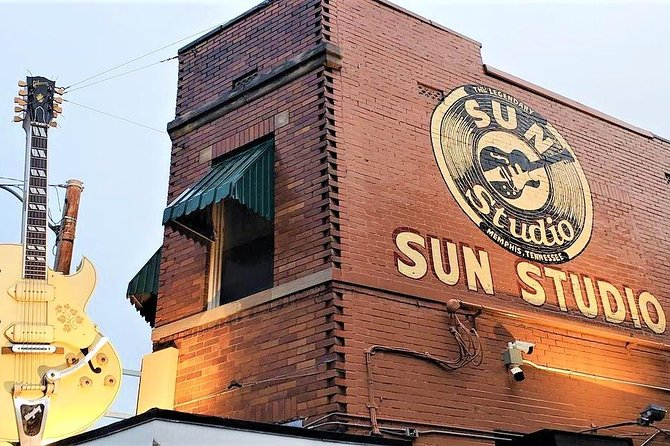 THE LEGENDARY
SUN
Studio
MEMPHIS, TENNESSEE
SUN STUDIO